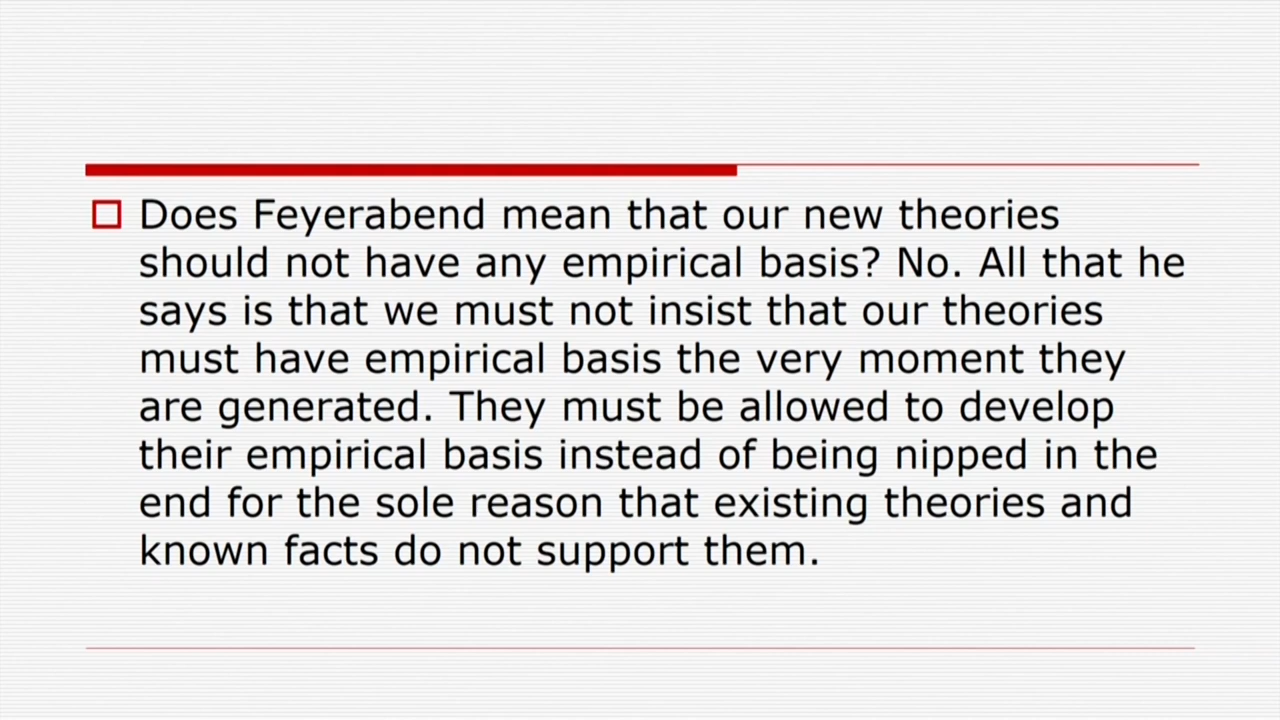 Does Feyerabend mean that our new theories
should not have any empirical basis? No. All that he
says is that we must not insist that our theories
must have empirical basis the very moment they
are generated. They must be allowed to develop
their empirical basis instead of being nipped in the
end for the sole reason that existing theories and
known facts do not support them.